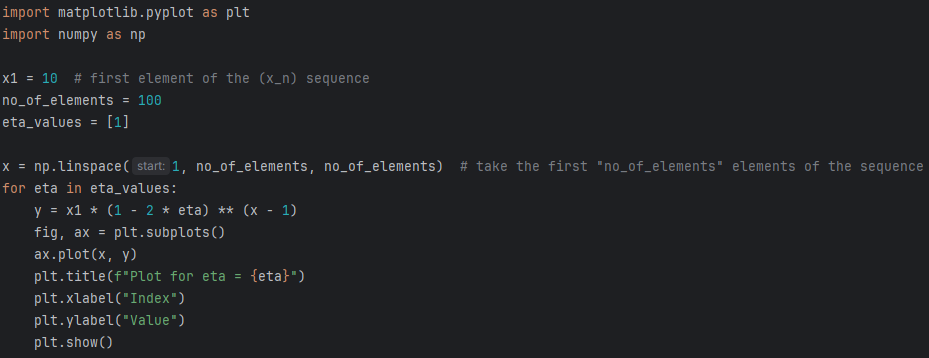 import matplotlib.pyplot as plt
import numpy as np

x1 = 10  # first element of the (x_n) sequence
no_of_elements = 100
eta_values = [1]

x = np.linspace( start: 1, no_of_elements, no_of_elements)  # take the first "no_of_elements" elements of the sequence
for eta in eta_values:
    y = x1 * (1 - 2 * eta) ** (x - 1)
    fig, ax = plt.subplots()
    ax.plot(x, y)
    plt.title(f"Plot for eta = {eta}")
    plt.xlabel("Index")
    plt.ylabel("Value")
    plt.show()